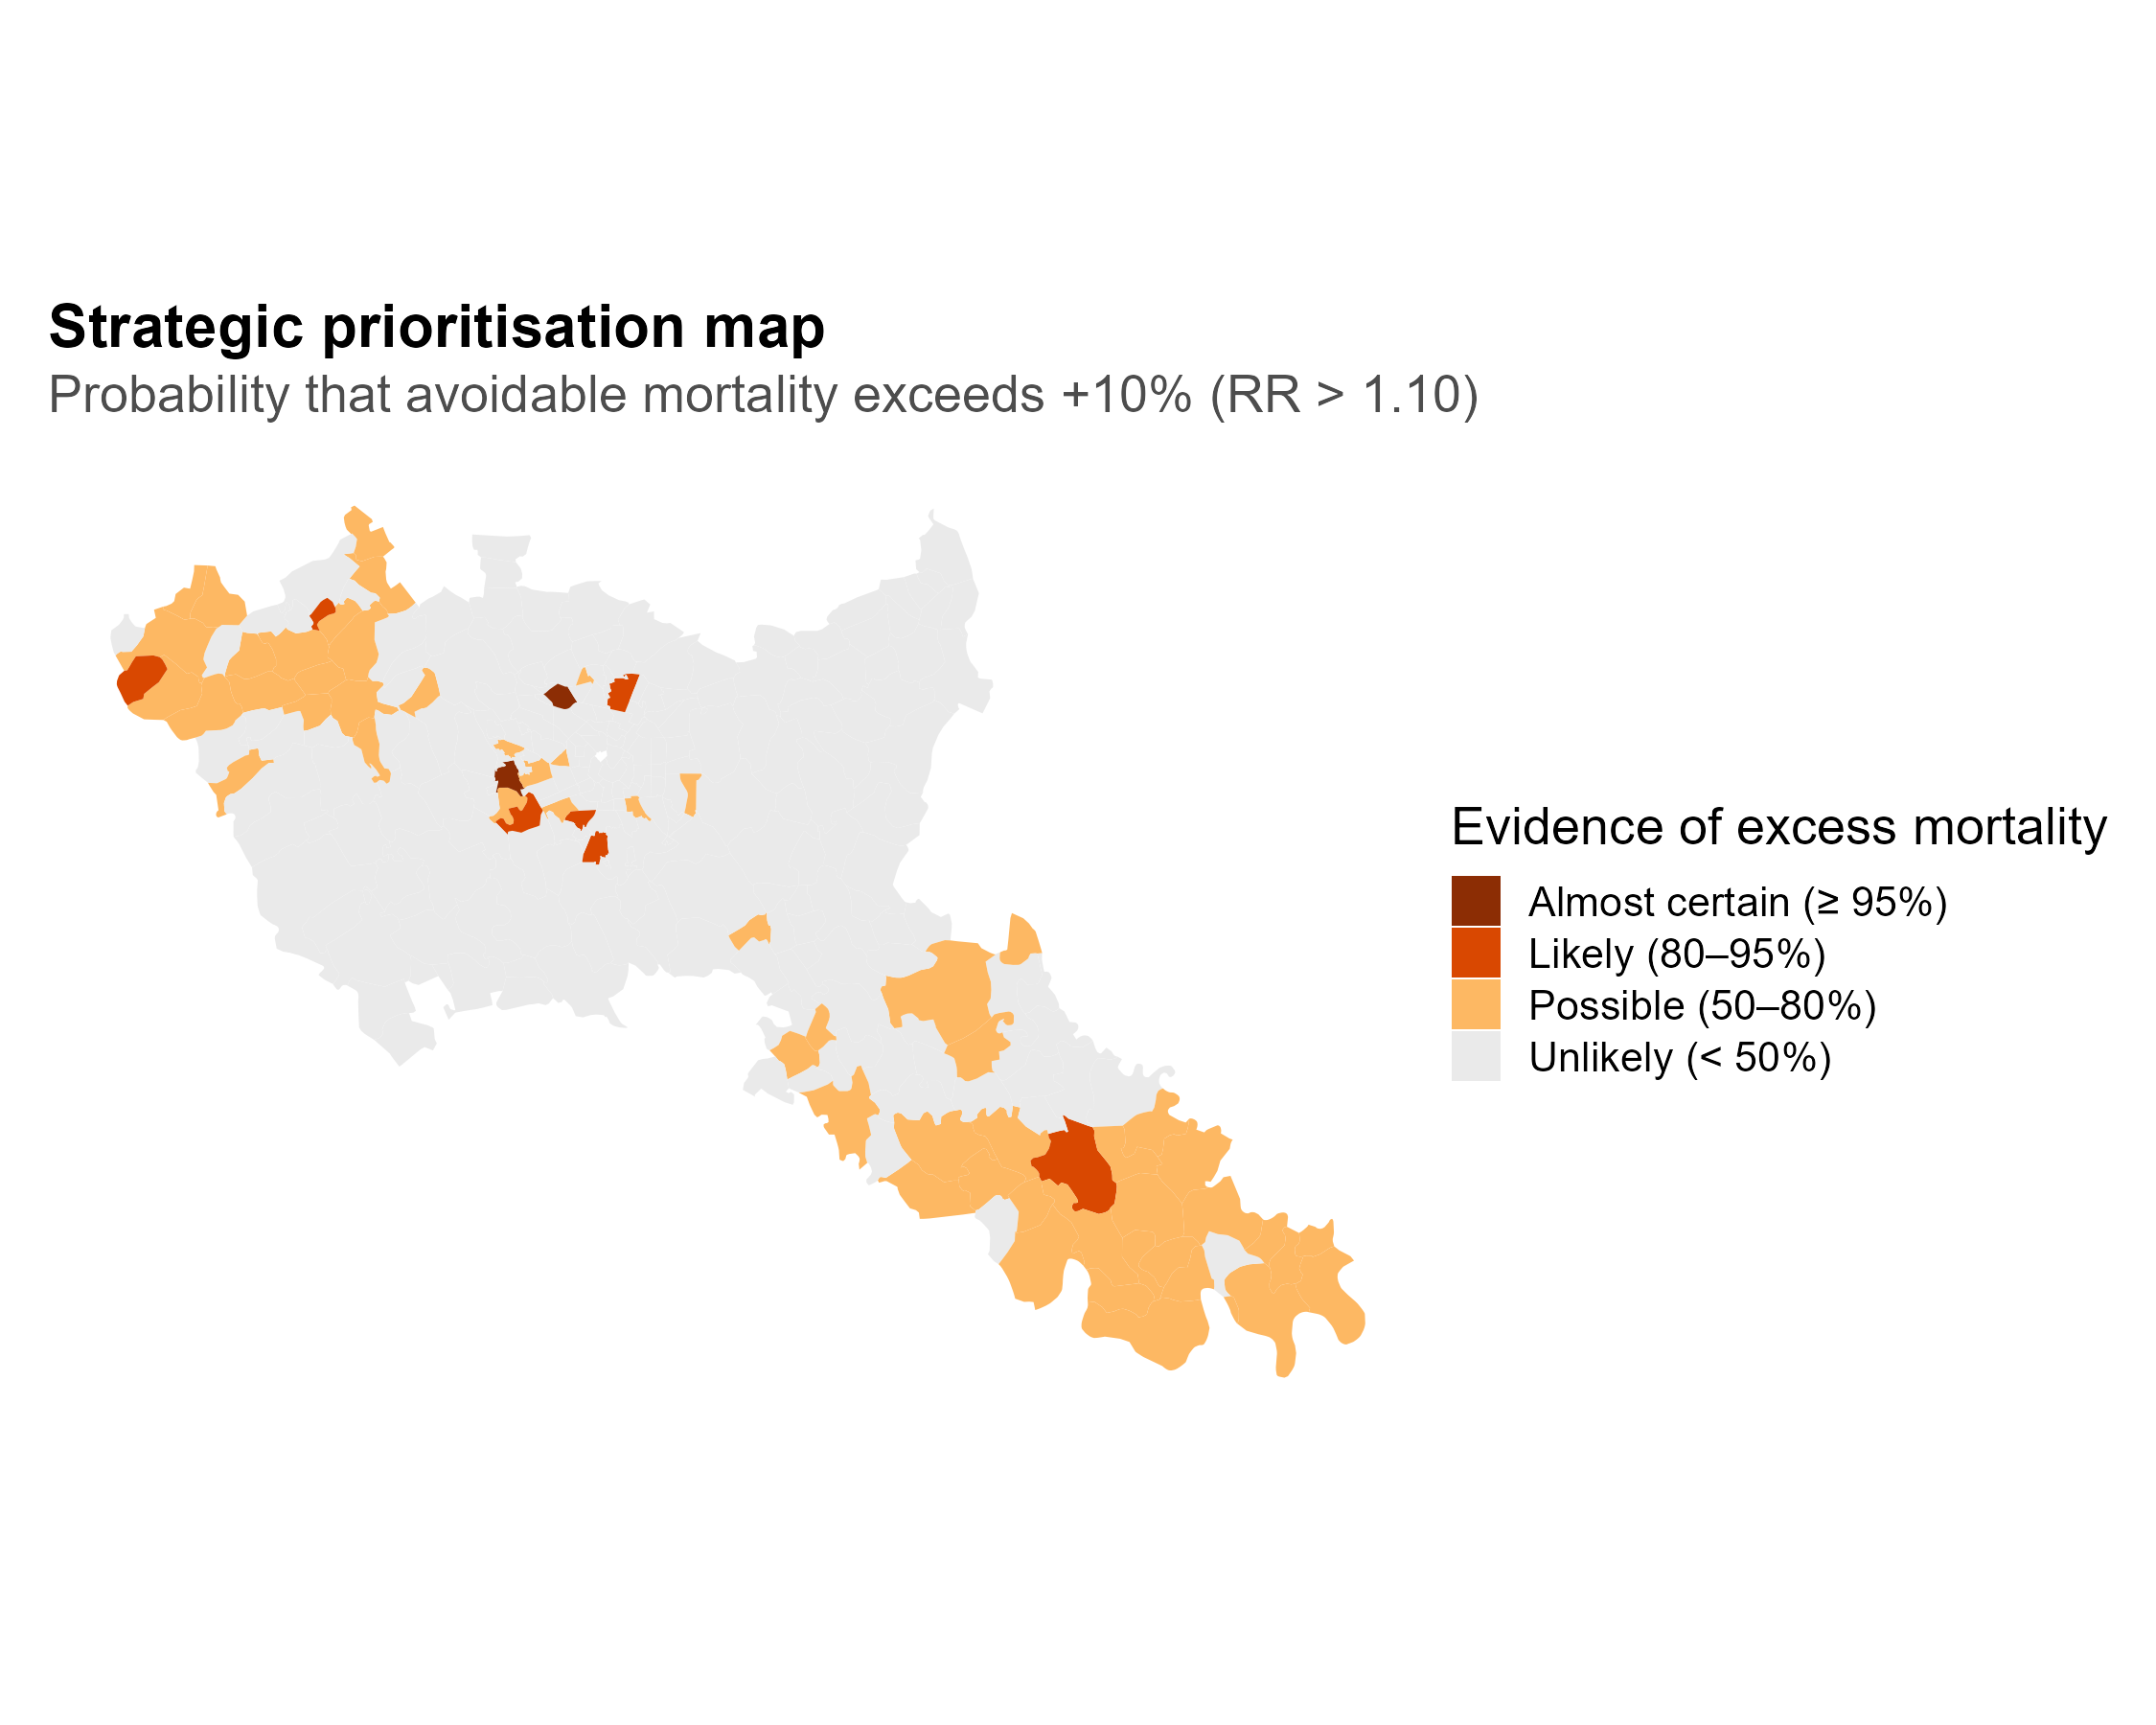 Strategic prioritisation map
Probability that avoidable mortality exceeds +10% (RR > 1.10)
Evidence of excess mortality
Almost certain (≥ 95%)
Likely (80–95%)
Possible (50–80%)
Unlikely (< 50%)